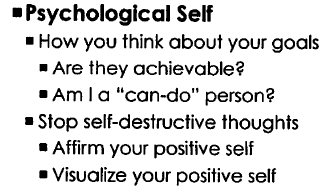 ▪Psychological Self
▪How you think about your goals
▪Are they achievable?
▪Am I a “can-do” person?
▪Stop self-destructive thoughts
▪Affirm your positive self
▪Visualize your positive self